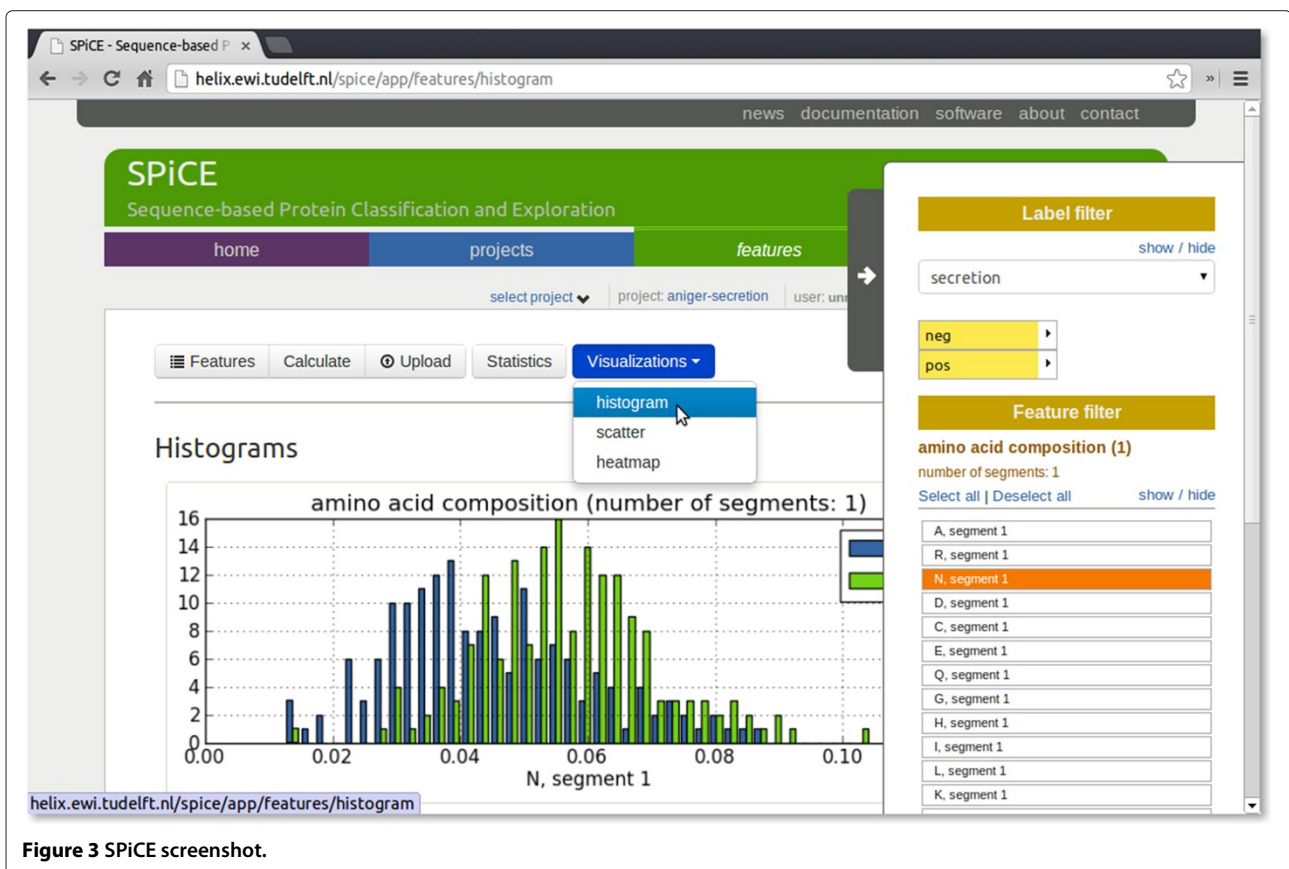 SPiCE - Sequence-based P
helix.ewi.tudelft.nl/spice/app/features/histogram
news documentation software about contact
SPiCE
Sequence-based Protein Classification and Exploration
home projects features
select project project: aniger-secretion user:
Features Calculate Upload Statistics Visualizations
histogram
scatter
heatmap
Histograms
amino acid composition (number of segments: 1)
16
14
12
10
8
6
4
2
0
0.00 0.02 0.04 0.06 0.08 0.10
N, segment 1
helix.ewi.tudelft.nl/spice/app/features/histogram
Label filter
show / hide
secretion
neg
pos
Feature filter
amino acid composition (1)
number of segments: 1
Select all | Deselect all show / hide
A, segment 1
R, segment 1
N, segment 1
D, segment 1
C, segment 1
E, segment 1
Q, segment 1
G, segment 1
H, segment 1
I, segment 1
L, segment 1
K, segment 1
Figure 3 SPiCE screenshot.